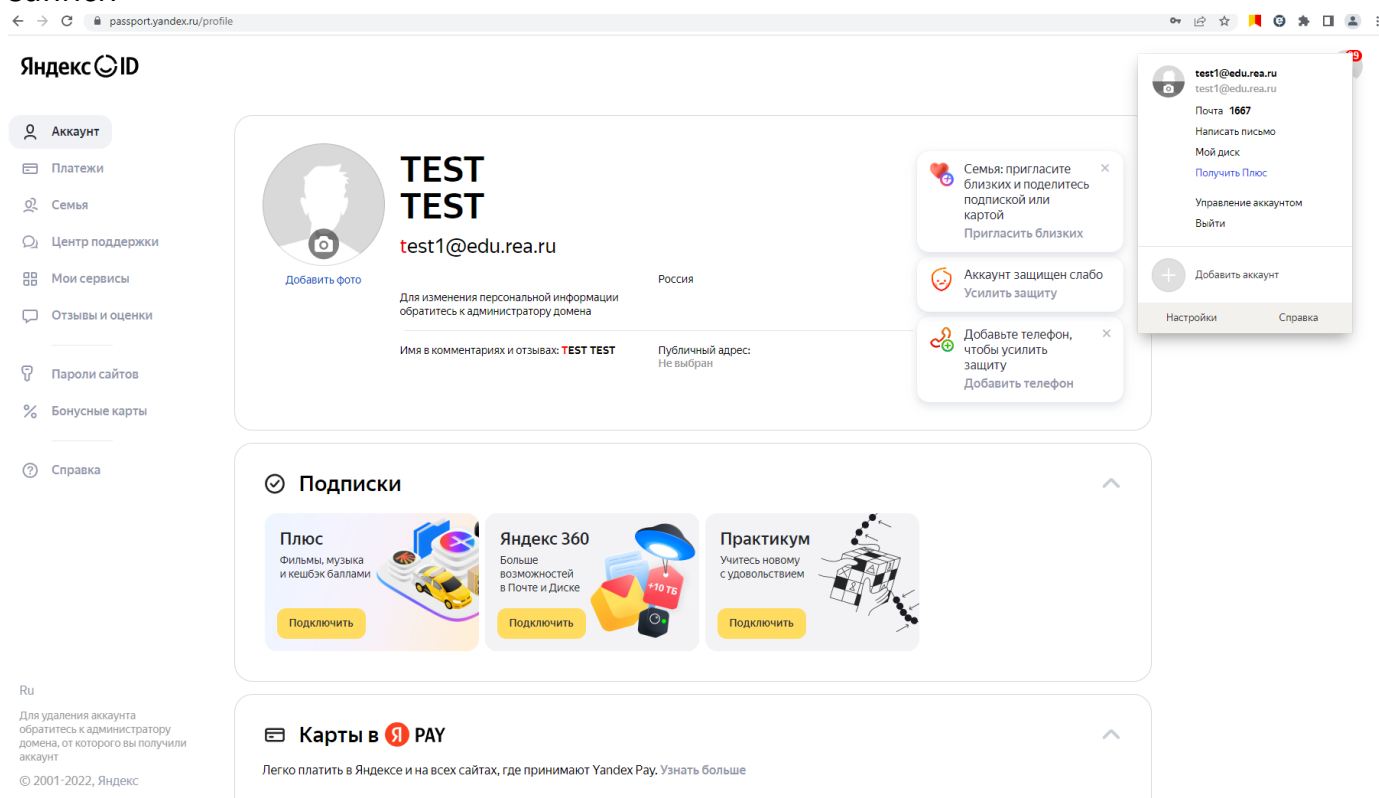 passport.yandex.ru/profile
Яндекс ID
Аккаунт
Платежи
Семья
Центр поддержки
Мои сервисы
Отзывы и оценки
Пароли сайтов
Бонусные карты
Справка
Ru
Для удаления аккаунта
обратитесь к администратору
домена, от которого вы получили
аккаунт
© 2001-2022, Яндекс
TEST
TEST
test1@edu.rea.ru
Добавить фото
Россия
Для изменения персональной информации
обратитесь к администратору домена
Имя в комментариях и отзывах: TEST TEST
Публичный адрес:
Не выбран
Семья: пригласите
близких и поделитесь
подпиской или
картой
Пригласить близких
Аккаунт защищен слабо
Усилить защиту
Добавьте телефон,
чтобы усилить
защиту
Добавить телефон
test1@edu.rea.ru
test1@edu.rea.ru
Почта 1667
Написать письмо
Мой диск
Получить Плюс
Управление аккаунтом
Выйти
Добавить аккаунт
Настройки Справка
Подписки
Плюс
Фильмы, музыка
и кешбэк баллами
Подключить
Яндекс 360
Больше
возможностей
в Почте и Диске
+10 ТБ
Подключить
Практикум
Учитесь новому
с удовольствием
Подключить
Карты в Я PAY
Легко платить в Яндексе и на всех сайтах, где принимают Yandex Pay. Узнать больше